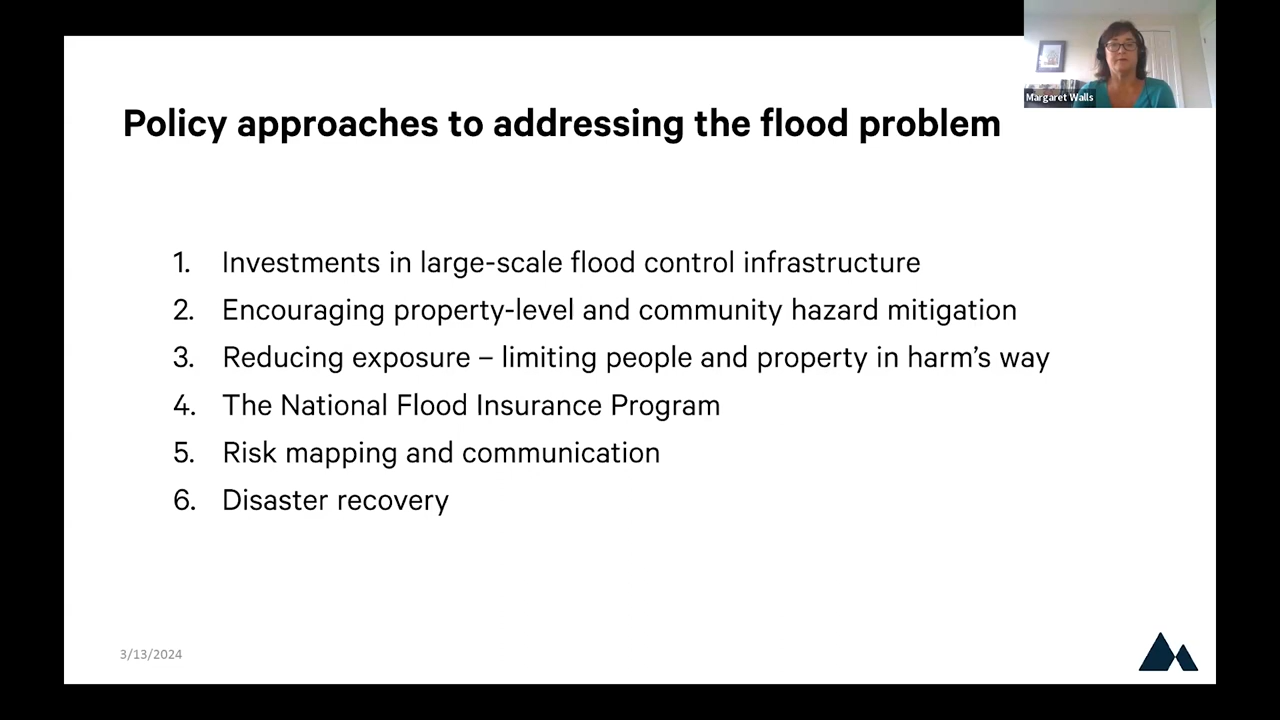 Margaret Walls
Policy approaches to addressing the flood problem
1. Investments in large-scale flood control infrastructure
2. Encouraging property-level and community hazard mitigation
3. Reducing exposure – limiting people and property in harm’s way
4. The National Flood Insurance Program
5. Risk mapping and communication
6. Disaster recovery
3/13/2024